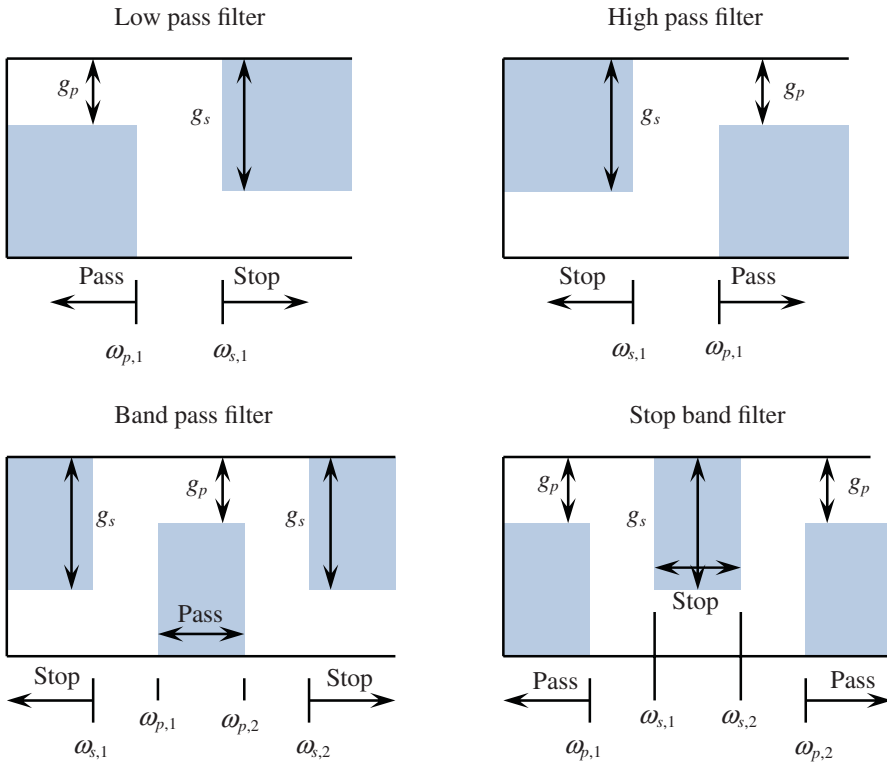 Low pass filter
g_p
g_s
Pass Stop
ω_{p,1} ω_{s,1}
High pass filter
g_s
g_p
Stop Pass
ω_{s,1} ω_{p,1}
Band pass filter
g_s
g_p
g_s
Pass
Stop Stop
ω_{s,1} ω_{p,1} ω_{p,2} ω_{s,2}
Stop band filter
g_p
g_s
g_p
Stop
Pass Pass
ω_{p,1} ω_{s,1} ω_{s,2} ω_{p,2}